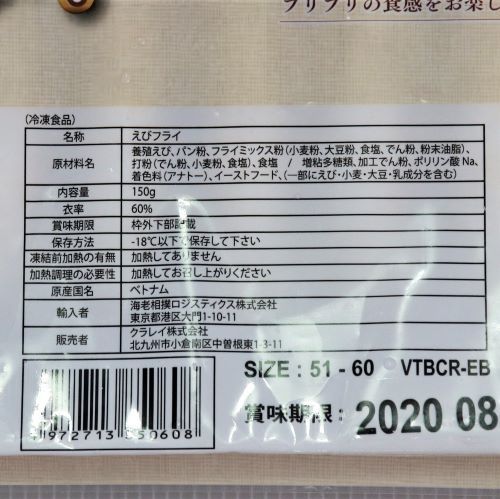 プリプリの食感をお楽し
(冷凍食品)
名称 えびフライ
原材料名 養殖えび、パン粉、フライミックス粉(小麦粉、大豆粉、食塩、でん粉、粉末油脂)、
打粉(でん粉、小麦粉、食塩)、食塩 / 増粘多糖類、加工でん粉、ポリリン酸Na、
着色料(アナトー)、イーストフード、(一部にえび・小麦・大豆・乳成分を含む)
内容量 150g
衣率 60%
賞味期限 枠外下部記載
保存方法 -18℃以下で保存して下さい
凍結前加熱の有無 加熱してありません
加熱調理の必要性 加熱してお召し上がりください
原産国名 ベトナム
輸入者 海老相撲ロジスティクス株式会社
東京都港区大門1-10-11
販売者 クラレイ株式会社
北九州市小倉南区中曽根東1-3-11
SIZE : 51 - 60 VTBCR-EB
賞味期限 : 2020 08
4 972713 350608